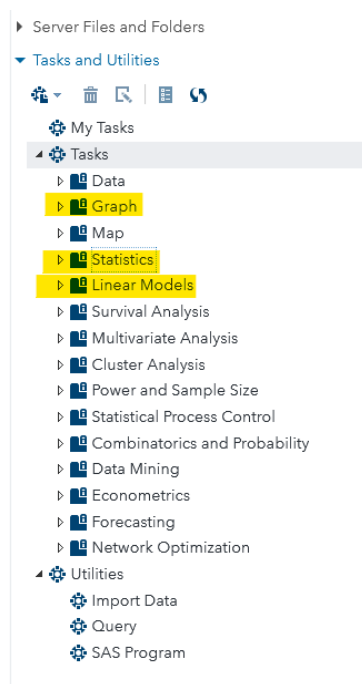 Server Files and Folders
Tasks and Utilities
My Tasks
Tasks
Data
Graph
Map
Statistics
Linear Models
Survival Analysis
Multivariate Analysis
Cluster Analysis
Power and Sample Size
Statistical Process Control
Combinatorics and Probability
Data Mining
Econometrics
Forecasting
Network Optimization
Utilities
Import Data
Query
SAS Program